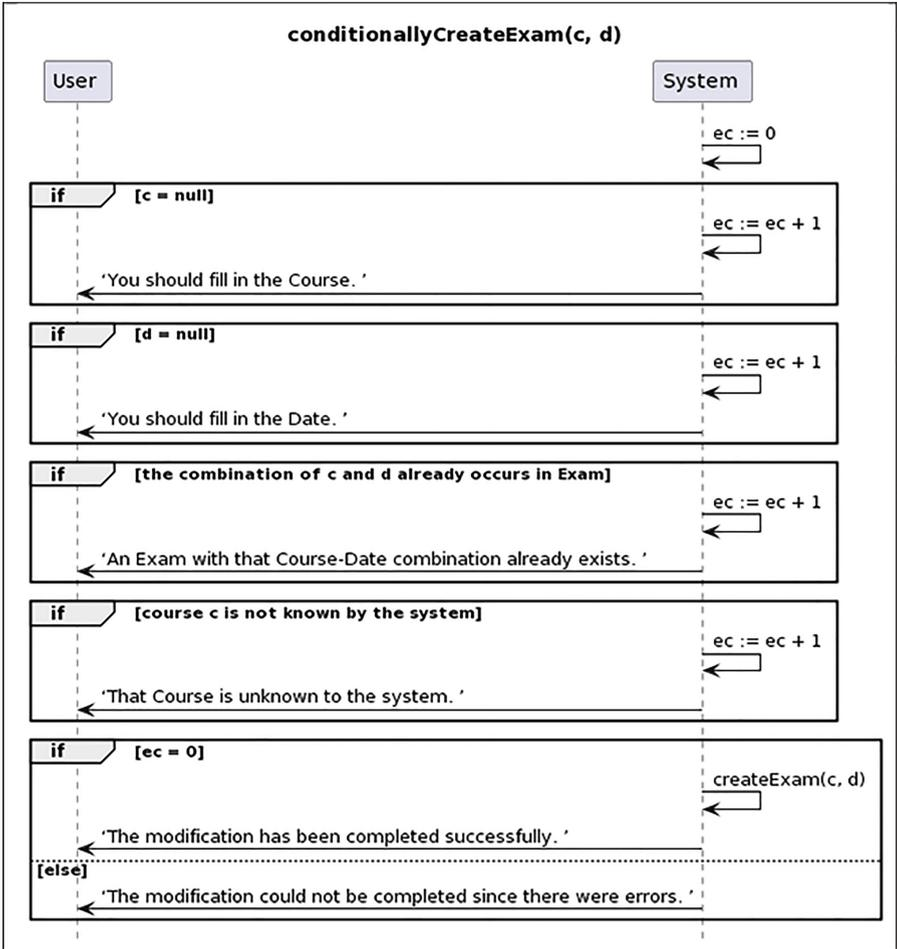 conditionallyCreateExam(c, d)
User
System
ec := 0
if [c = null]
ec := ec + 1
‘You should fill in the Course. ’
if [d = null]
ec := ec + 1
‘You should fill in the Date. ’
if [the combination of c and d already occurs in Exam]
ec := ec + 1
‘An Exam with that Course-Date combination already exists. ’
if [course c is not known by the system]
ec := ec + 1
‘That Course is unknown to the system. ’
if [ec = 0]
createExam(c, d)
‘The modification has been completed successfully. ’
[else]
‘The modification could not be completed since there were errors. ’